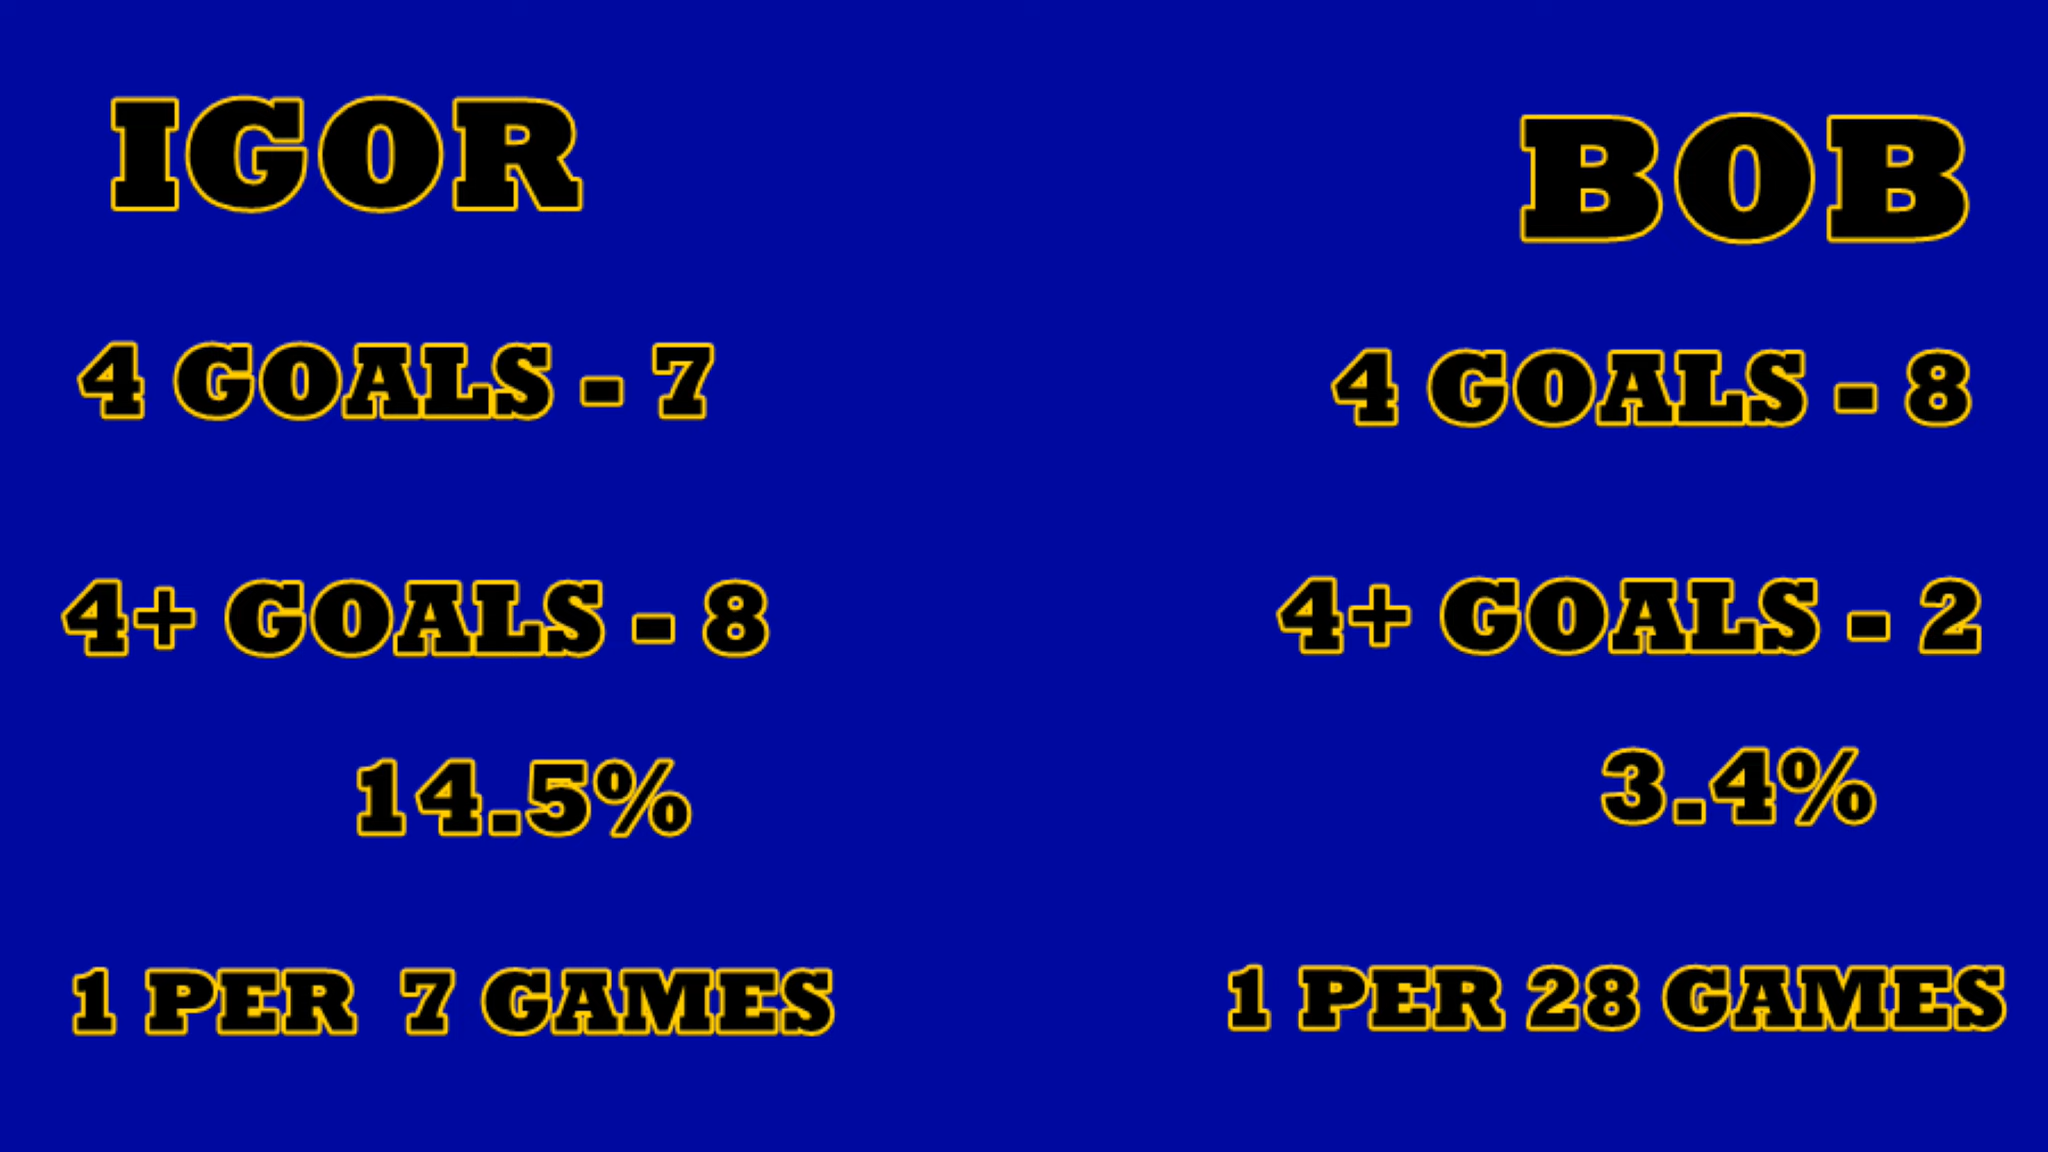 IGOR
BOB
4 GOALS - 7
4 GOALS - 8
4+ GOALS - 8
4+ GOALS - 2
14.5%
3.4%
1 PER 7 GAMES
1 PER 28 GAMES